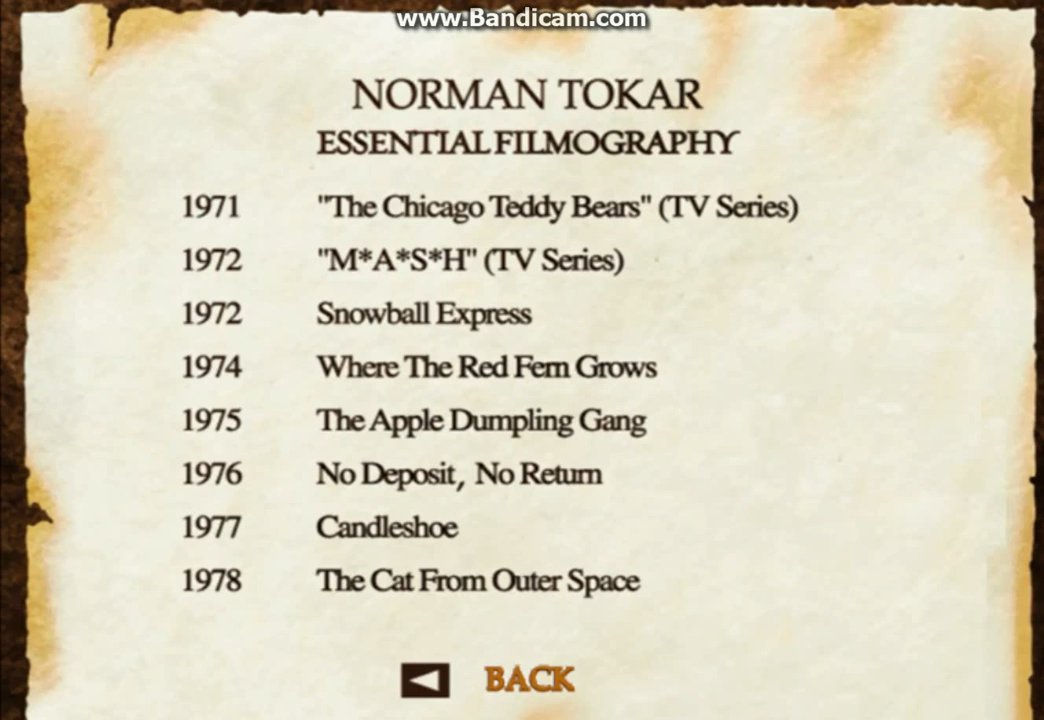 www.Bandicam.com
NORMAN TOKAR
ESSENTIAL FILMOGRAPHY
1971 "The Chicago Teddy Bears" (TV Series)
1972 "M*A*S*H" (TV Series)
1972 Snowball Express
1974 Where The Red Fern Grows
1975 The Apple Dumpling Gang
1976 No Deposit, No Return
1977 Candleshoe
1978 The Cat From Outer Space
BACK